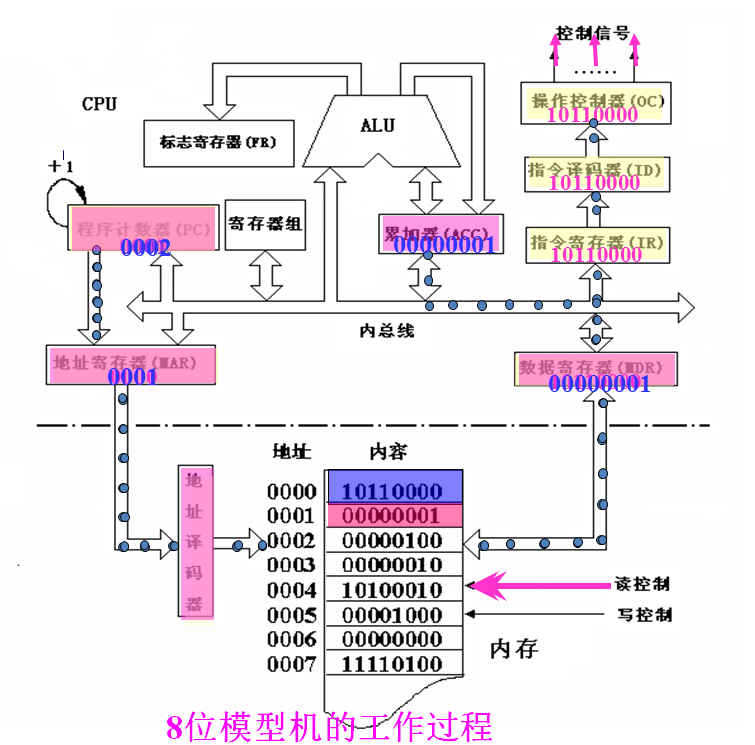 控制信号
……
CPU
操作控制器(OC)
10110000
标志寄存器(FR)
ALU
指令译码器(ID)
10110000
+1
程序计数器(PC)
0002
寄存器组
累加器(ACC)
00000001
指令寄存器(IR)
10110000
内总线
地址寄存器(MAR)
0001
数据寄存器(MDR)
00000001
地址 内容
地址译码器
0000 10110000
0001 00000001
0002 00000100
0003 00000010
0004 10100010
读控制
0005 00001000
写控制
0006 00000000
0007 11110100
内存
8位模型机的工作过程